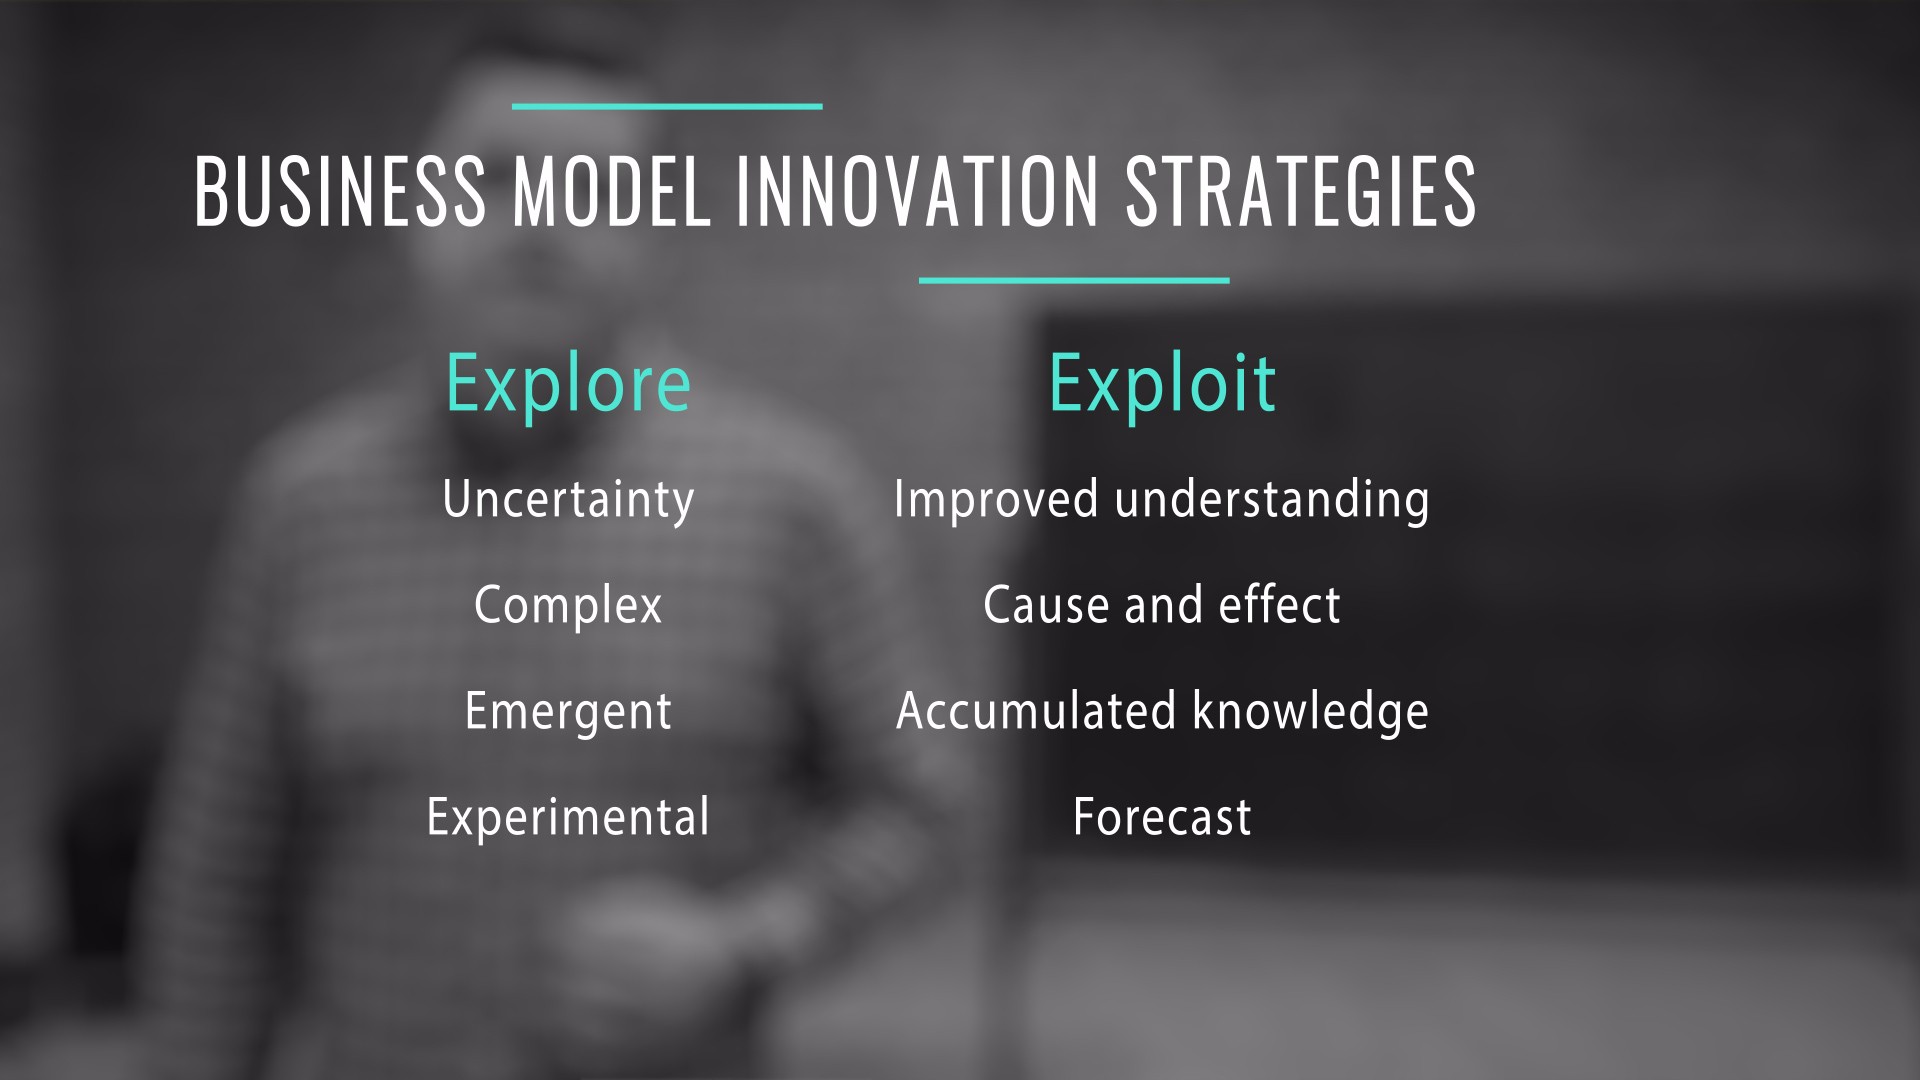 BUSINESS MODEL INNOVATION STRATEGIES
Explore Exploit
Uncertainty Improved understanding
Complex Cause and effect
Emergent Accumulated knowledge
Experimental Forecast